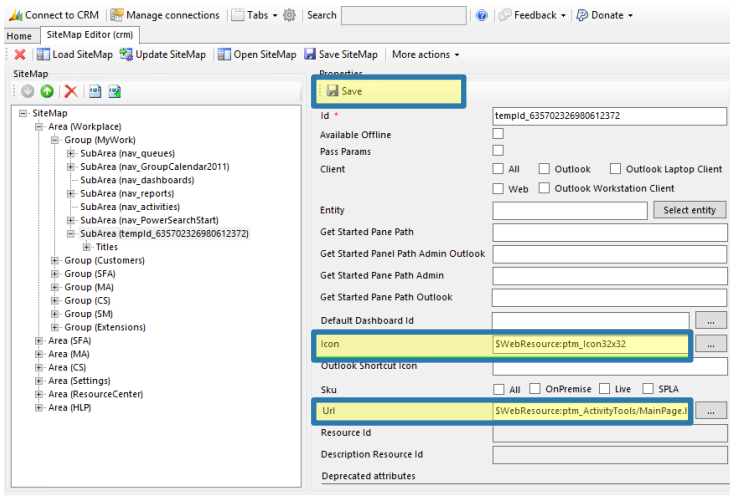 Connect to CRM Manage connections Tabs Search Feedback Donate
Home SiteMap Editor (crm)
Load SiteMap Update SiteMap Open SiteMap Save SiteMap More actions
SiteMap
Properties
Save
SiteMap
Area (Workplace)
Group (MyWork)
SubArea (nav_queues)
SubArea (nav_GroupCalendar2011)
SubArea (nav_dashboards)
SubArea (nav_reports)
SubArea (nav_activities)
SubArea (nav_PowerSearchStart)
SubArea (tempId_635702326980612372)
Titles
Group (Customers)
Group (SFA)
Group (MA)
Group (CS)
Group (SM)
Group (Extensions)
Area (SFA)
Area (MA)
Area (CS)
Area (Settings)
Area (ResourceCenter)
Area (HLP)
Id * tempId_635702326980612372
Available Offline
Pass Params
Client All Outlook Outlook Laptop Client
Web Outlook Workstation Client
Entity Select entity
Get Started Pane Path
Get Started Panel Path Admin Outlook
Get Started Pane Path Admin
Get Started Pane Path Outlook
Default Dashboard Id ...
Icon $WebResource:ptm_Icon32x32 ...
Outlook Shortcut Icon
Sku All OnPremise Live SPLA
Url $WebResource:ptm_ActivityTools/MainPage. ...
Resource Id
Description Resource Id
Deprecated attributes